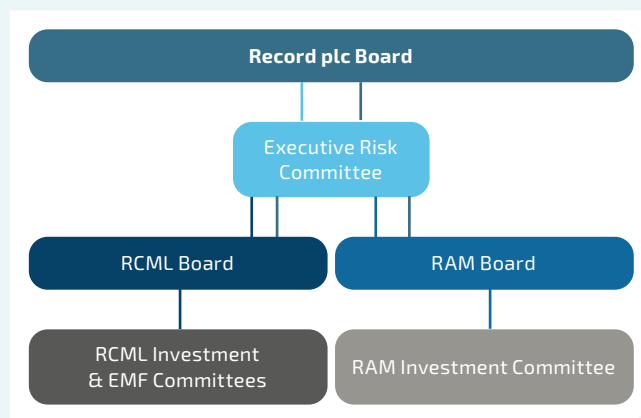 Record plc Board
Executive Risk
Committee
RCML Board
RAM Board
RCML Investment
& EMF Committees
RAM Investment Committee